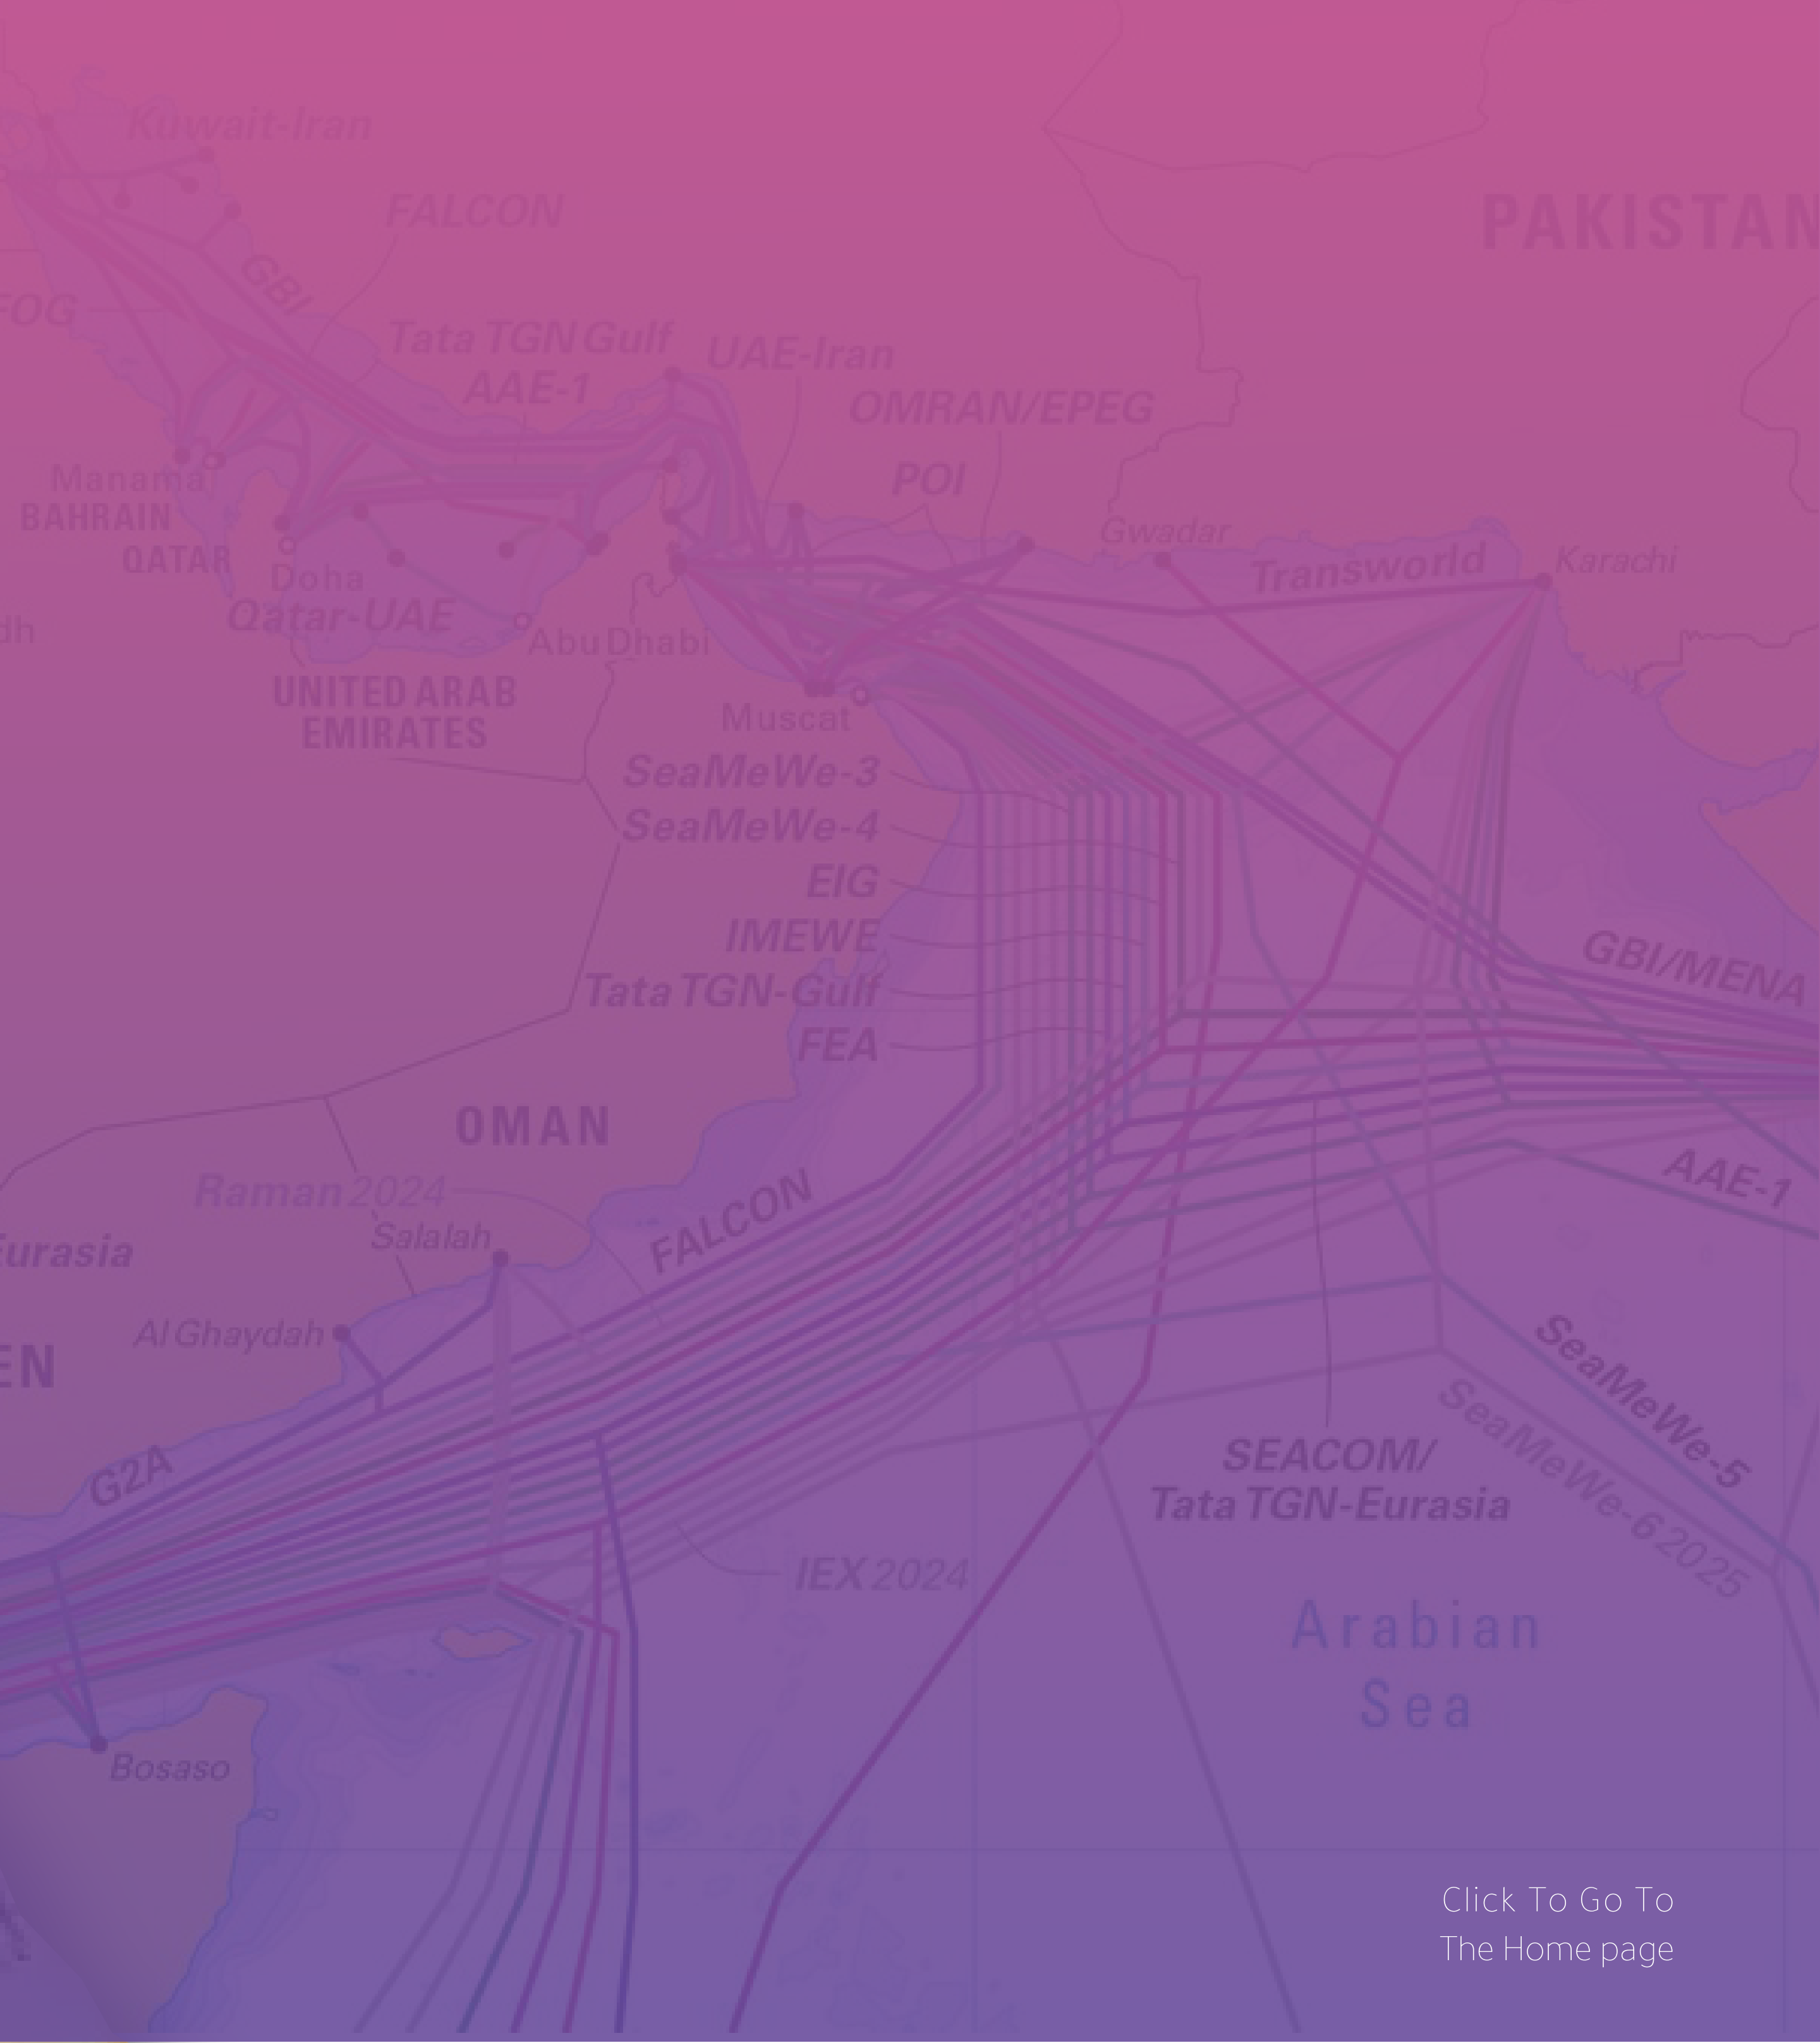 Kuwait-Iran
FALCON
PAKISTAN
GBI
FOG
Tata TGN Gulf
AAE-1
UAE-Iran
OMRAN/EPEG
POI
Manama
BAHRAIN
QATAR
Doha
Qatar-UAE
Abu Dhabi
Gwadar
Transworld
Karachi
dh
UNITED ARAB
EMIRATES
Muscat
SeaMeWe-3
SeaMeWe-4
EIG
IMEWE
Tata TGN-Gulf
FEA
GBI/MENA
OMAN
AAE-1
Raman 2024
FALCON
Salalah
Eurasia
Al Ghaydah
EN
SeaMeWe-5
SeaMeWe-6 2025
G2A
SEACOM/
Tata TGN-Eurasia
IEX 2024
Arabian
Sea
Bosaso
Click To Go To
The Home page